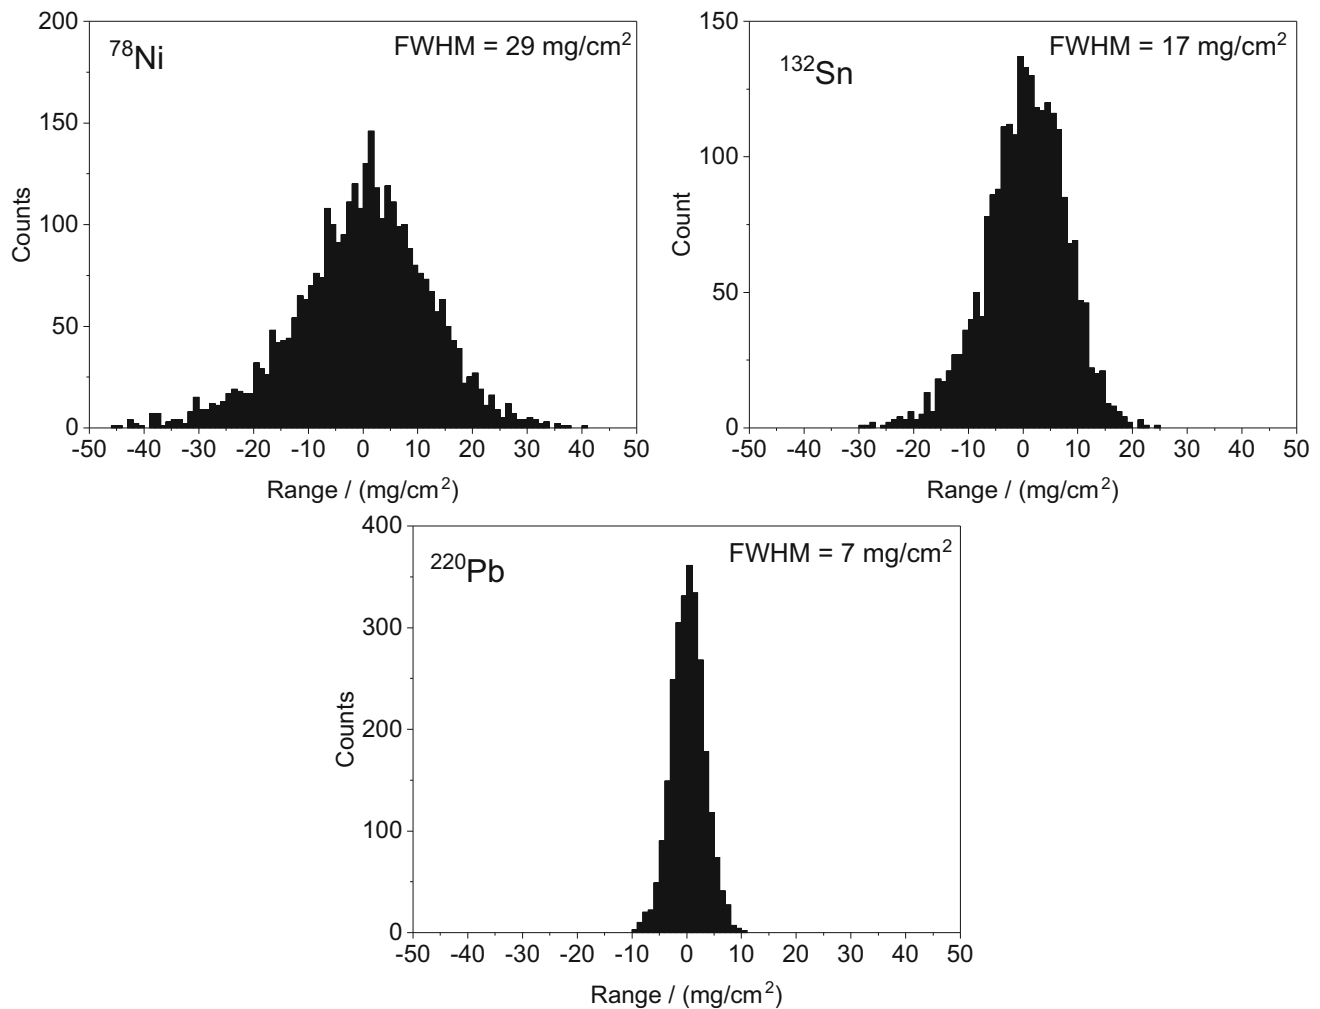 ⁷⁸Ni
FWHM = 29 mg/cm²
200
150
100
50
0
Counts
-50 -40 -30 -20 -10 0 10 20 30 40 50
Range / (mg/cm²)
¹³²Sn
FWHM = 17 mg/cm²
150
100
50
0
Count
-50 -40 -30 -20 -10 0 10 20 30 40 50
Range / (mg/cm²)
²²⁰Pb
FWHM = 7 mg/cm²
400
300
200
100
0
Counts
-50 -40 -30 -20 -10 0 10 20 30 40 50
Range / (mg/cm²)